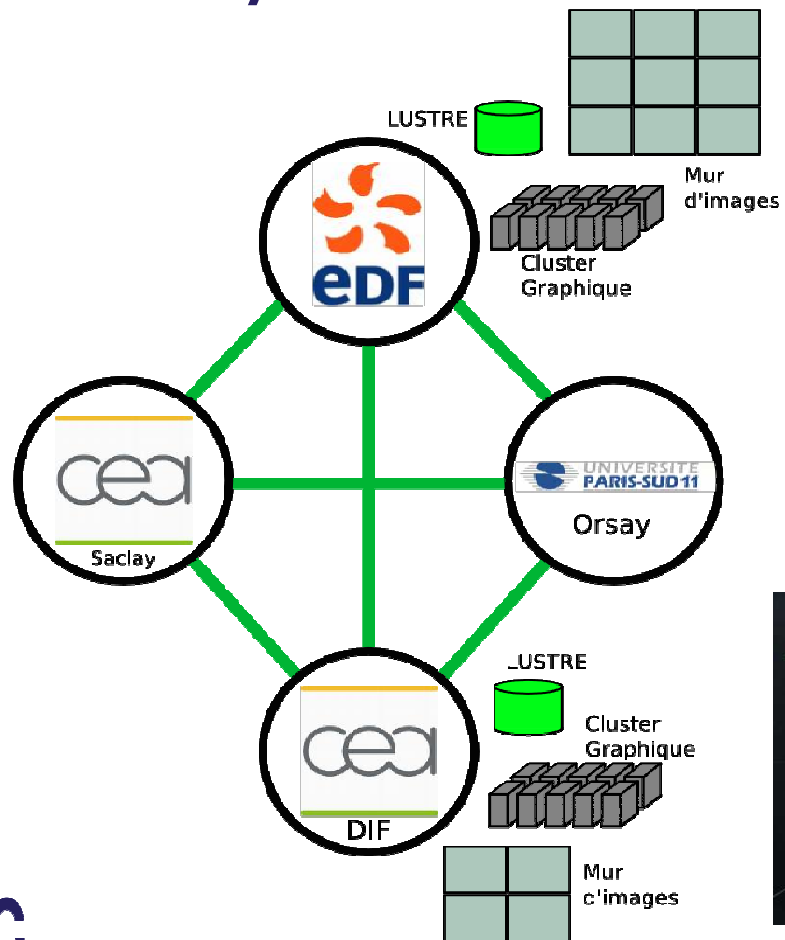 LUSTRE
Mur
d'images
Cluster
Graphique
eDF
cea
Saclay
UNIVERSITE
PARIS-SUD 11
Orsay
LUSTRE
Cluster
Graphique
cea
DIF
Mur
d'images